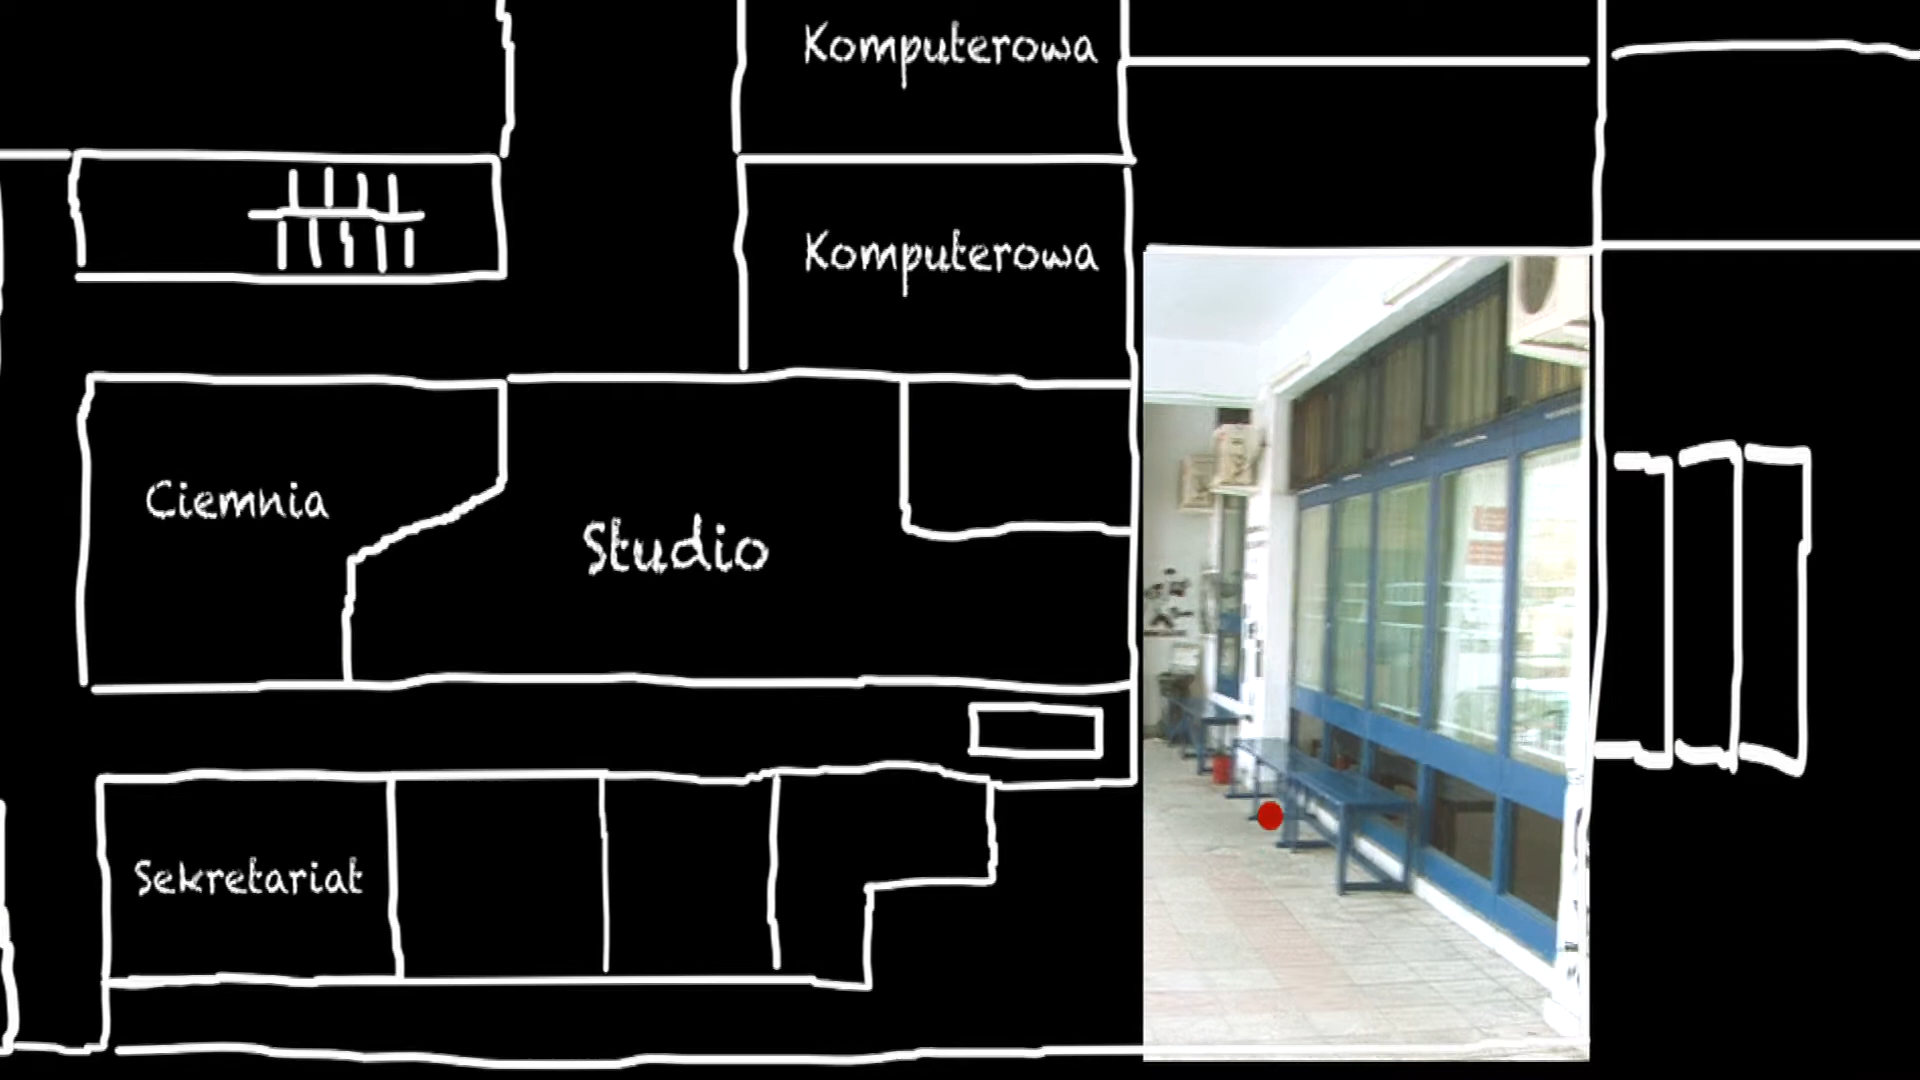 Komputerowa
Komputerowa
Ciemnia
Studio
Sekretariat